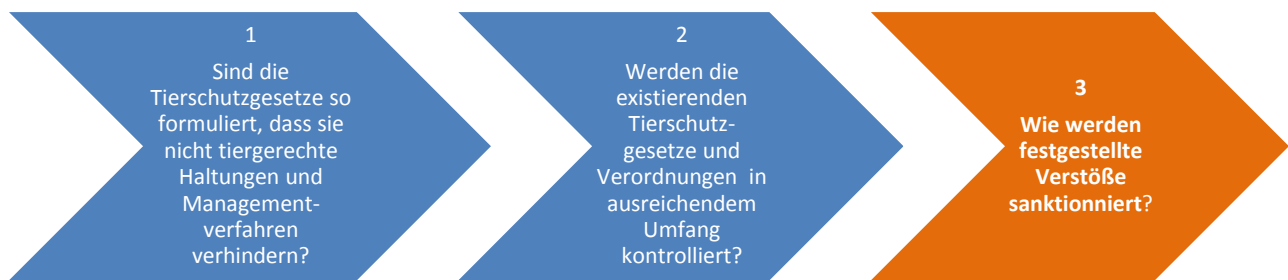 1
Sind die
Tierschutzgesetze so
formuliert, dass sie
nicht tiergerechte
Haltungen und
Management-
verfahren
verhindern?
2
Werden die
existierenden
Tierschutz-
gesetze und
Verordnungen in
ausreichendem
Umfang
kontrolliert?
3
Wie werden
festgestellte
Verstöße
sanktionniert?